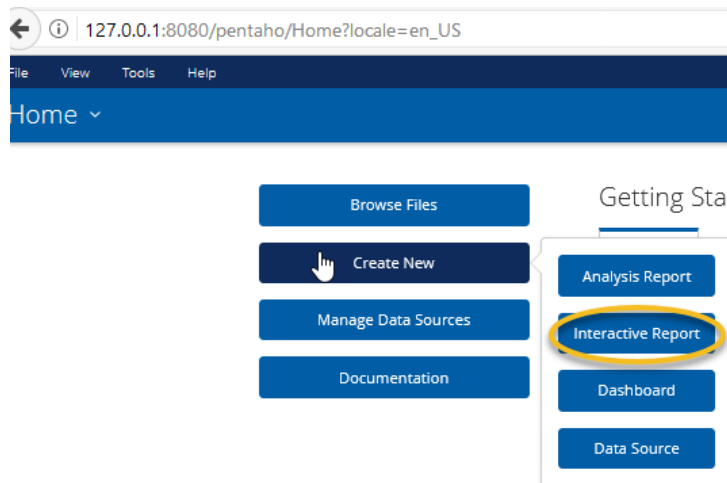 127.0.0.1:8080/pentaho/Home?locale=en_US
File View Tools Help
Home
Browse Files
Getting Sta
Create New
Analysis Report
Manage Data Sources
Interactive Report
Documentation
Dashboard
Data Source